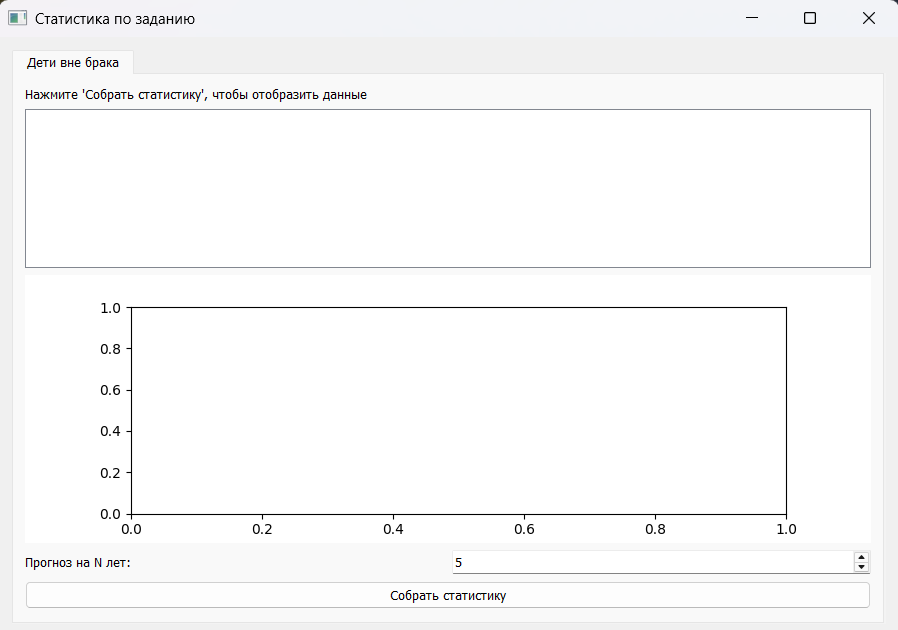 Статистика по заданию
Дети вне брака
Нажмите 'Собрать статистику', чтобы отобразить данные
1.0
0.8
0.6
0.4
0.2
0.0
0.0 0.2 0.4 0.6 0.8 1.0
Прогноз на N лет: 5
Собрать статистику